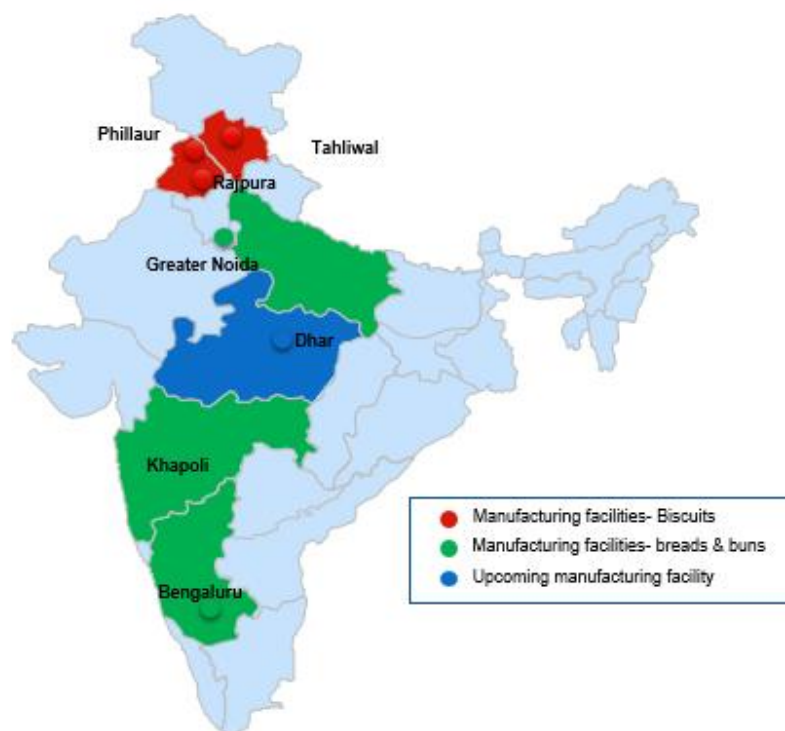 Phillaur
Tahliwal
Rajpura
Greater Noida
Dhar
Khapoli
Manufacturing facilities- Biscuits
Manufacturing facilities- breads & buns
Upcoming manufacturing facility
Bengaluru